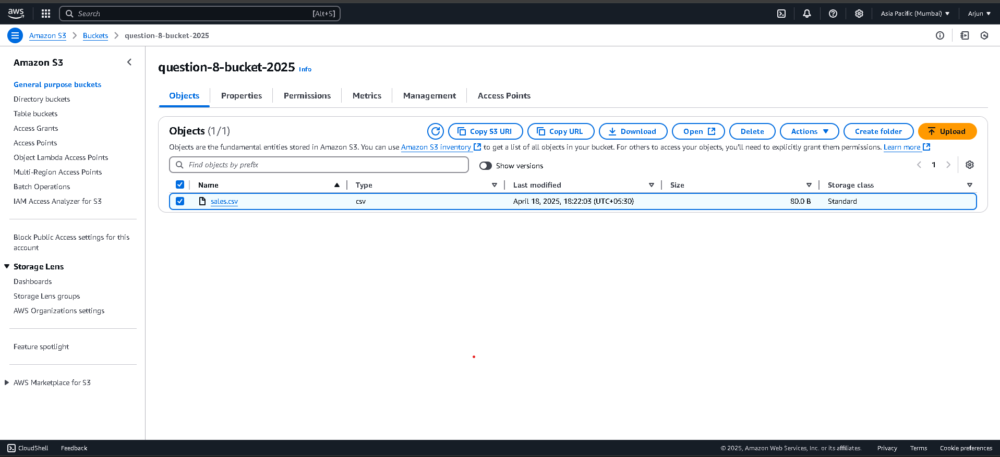 aws Search [Alt+S] Asia Pacific (Mumbai) Arjun
Amazon S3 Buckets question-8-bucket-2025
Amazon S3
General purpose buckets
Directory buckets
Table buckets
Access Grants
Access Points
Object Lambda Access Points
Multi-Region Access Points
Batch Operations
IAM Access Analyzer for S3
Block Public Access settings for this
account
Storage Lens
Dashboards
Storage Lens groups
AWS Organizations settings
Feature spotlight
AWS Marketplace for S3
question-8-bucket-2025 Info
Objects Properties Permissions Metrics Management Access Points
Objects (1/1) Copy S3 URI Copy URL Download Open Delete Actions Create folder Upload
Objects are the fundamental entities stored in Amazon S3. You can use Amazon S3 inventory to get a list of all objects in your bucket. For others to access your objects, you'll need to explicitly grant them permissions. Learn more
Find objects by prefix Show versions 1
Name Type Last modified Size Storage class
sales.csv csv April 18, 2025, 18:22:03 (UTC+05:30) 80.0 B Standard
CloudShell Feedback © 2025, Amazon Web Services, Inc. or its affiliates. Privacy Terms Cookie preferences